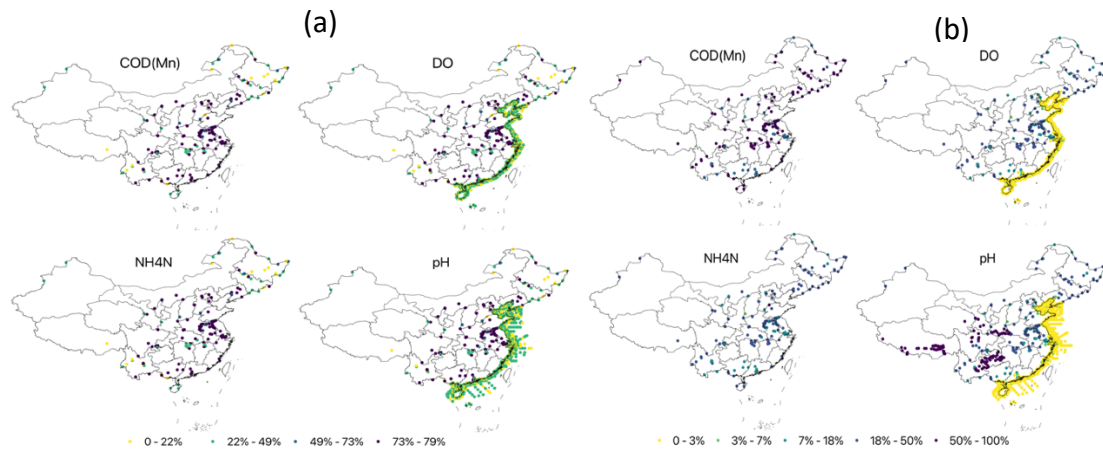 (a)
(b)
COD(Mn)
DO
COD(Mn)
DO
NH4N
pH
NH4N
pH
0 - 22% 22% - 49% 49% - 73% 73% - 79%
0 - 3% 3% - 7% 7% - 18% 18% - 50% 50% - 100%